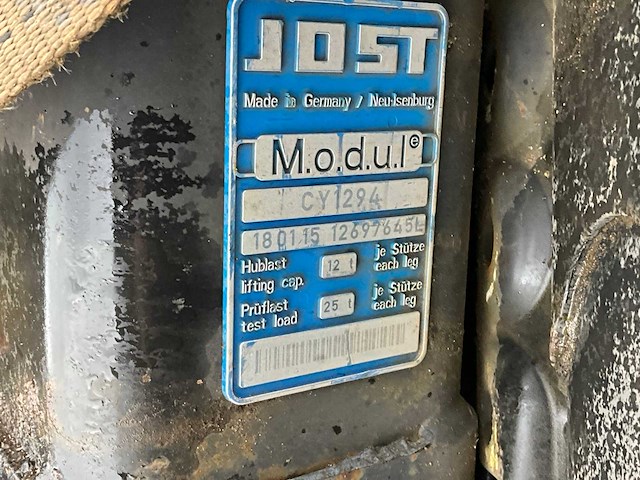 JOST
Made in Germany / Neu-Isenburg
M.o.d.u.l ®
CY1294
180115 12697645L
Hublast 12 t je Stütze
lifting cap. each leg
Prüflast 25 t je Stütze
test load each leg